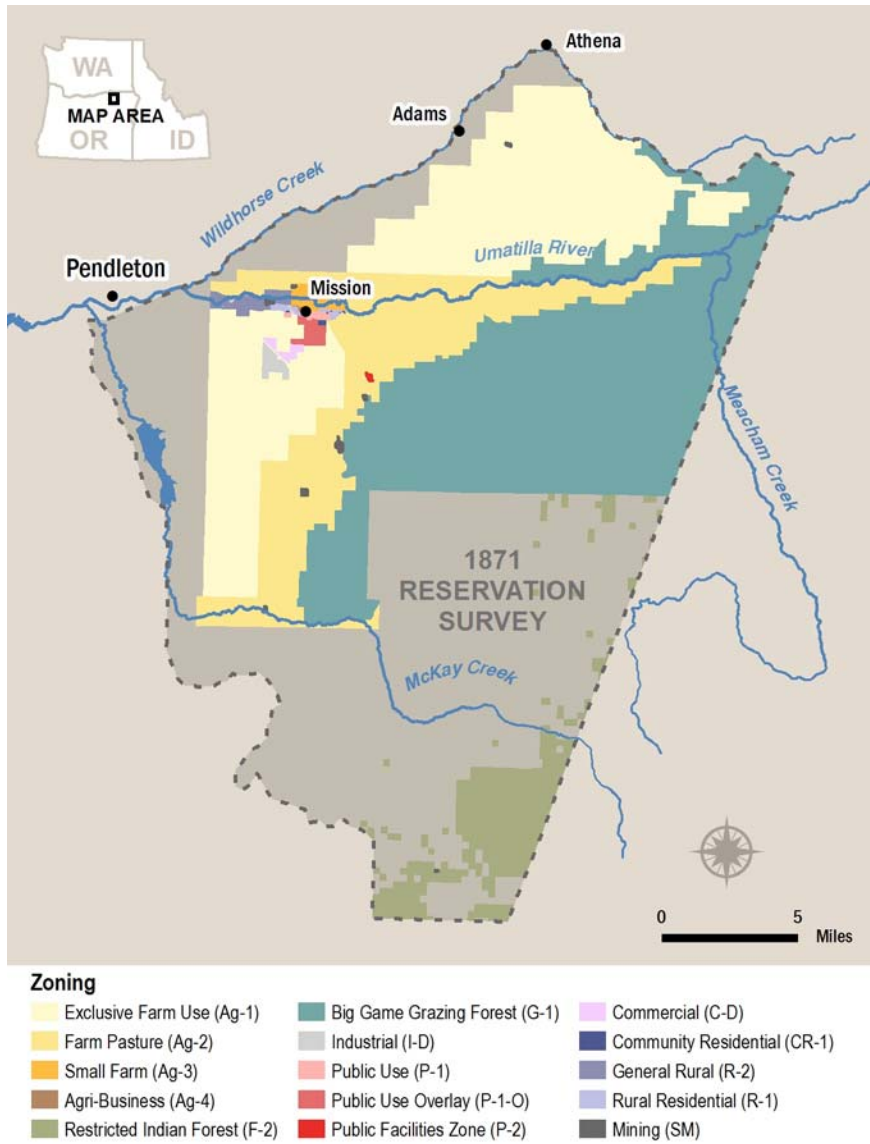 WA
MAP AREA
OR
ID
Athena
Adams
Wildhorse Creek
Pendleton
Umatilla River
Mission
Meacham Creek
1871
RESERVATION
SURVEY
McKay Creek
0 5
Miles
Zoning
Exclusive Farm Use (Ag-1)
Farm Pasture (Ag-2)
Small Farm (Ag-3)
Agri-Business (Ag-4)
Restricted Indian Forest (F-2)
Big Game Grazing Forest (G-1)
Industrial (I-D)
Public Use (P-1)
Public Use Overlay (P-1-O)
Public Facilities Zone (P-2)
Commercial (C-D)
Community Residential (CR-1)
General Rural (R-2)
Rural Residential (R-1)
Mining (SM)